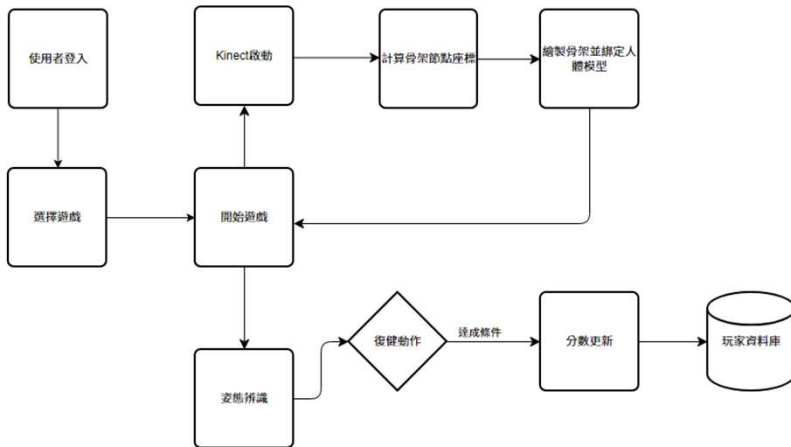 使用者登入
Kinect啟動
計算骨架節點座標
繪製骨架並綁定人
體模型
選擇遊戲
開始遊戲
姿態辨識
復健動作
達成條件
分數更新
玩家資料庫